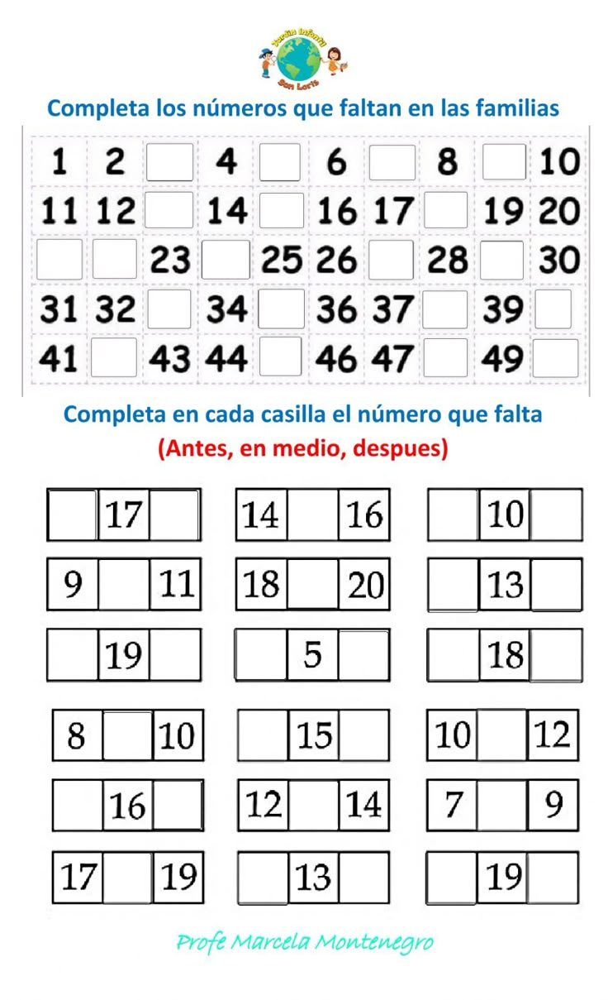 Jardin Infantil
Son Loris
Completa los números que faltan en las familias
1 2 4 6 8 10
11 12 14 16 17 19 20
23 25 26 28 30
31 32 34 36 37 39
41 43 44 46 47 49
Completa en cada casilla el número que falta
(Antes, en medio, despues)
17 14 16 10
9 11 18 20 13
19 5 18
8 10 15 10 12
16 12 14 7 9
17 19 13 19
Profe Marcela Montenegro